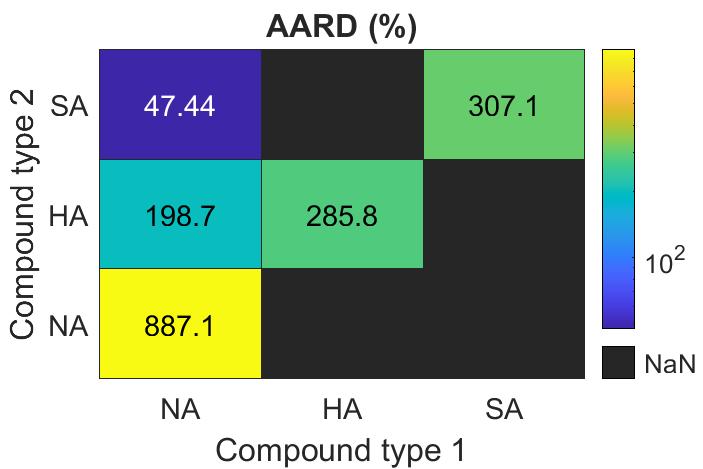 AARD (%)
Compound type 2
SA
47.44
307.1
HA
198.7
285.8
NA
887.1
NA
HA
SA
Compound type 1
10²
NaN